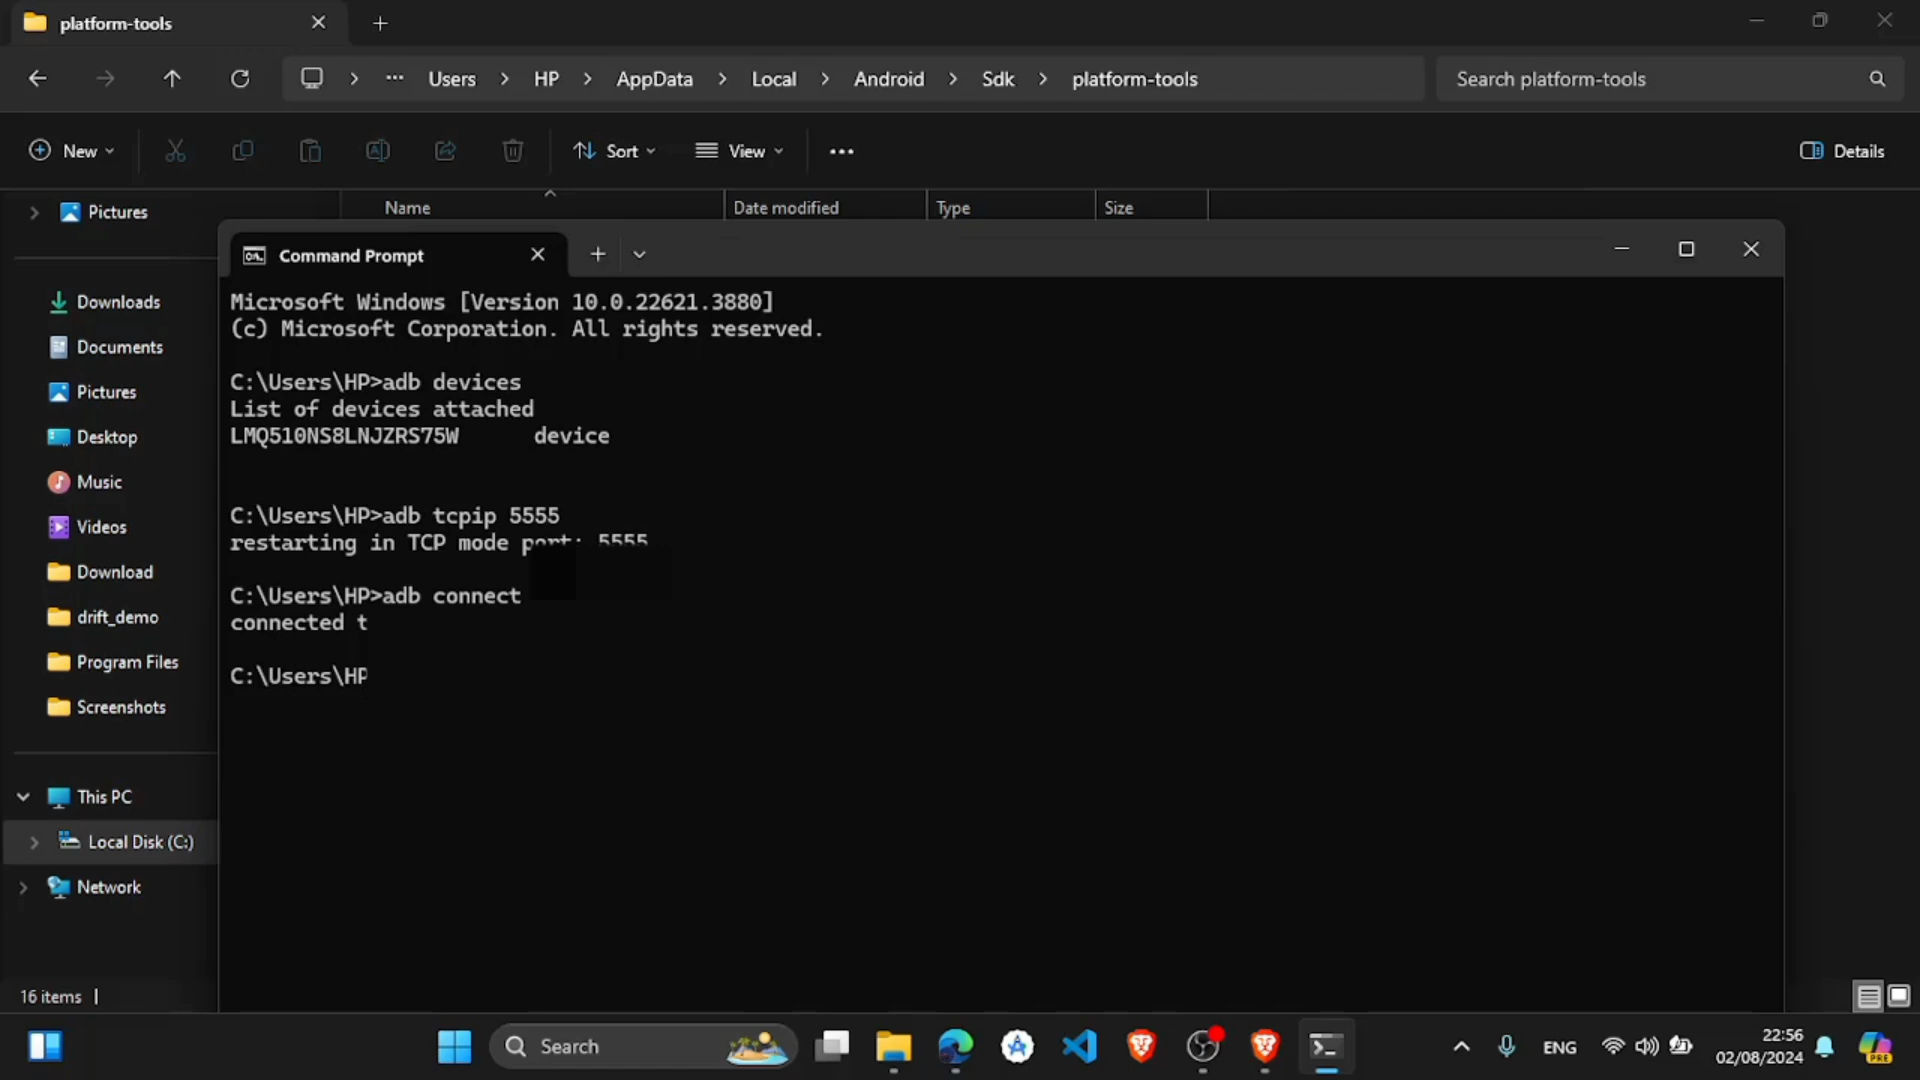 platform-tools
Users > HP > AppData > Local > Android > Sdk > platform-tools
Search platform-tools
New
Sort
View
Details
Pictures
Name
Date modified
Type
Size
Command Prompt
Microsoft Windows [Version 10.0.22621.3880]
(c) Microsoft Corporation. All rights reserved.
C:\Users\HP>adb devices
List of devices attached
LMQ510NS8LNJZRS75W device
C:\Users\HP>adb tcpip 5555
restarting in TCP mode port: 5555
C:\Users\HP>adb connect
connected t
C:\Users\HP
Downloads
Documents
Pictures
Desktop
Music
Videos
Download
drift_demo
Program Files
Screenshots
This PC
Local Disk (C:)
Network
16 items
Search
ENG
22:56
02/08/2024
PRE